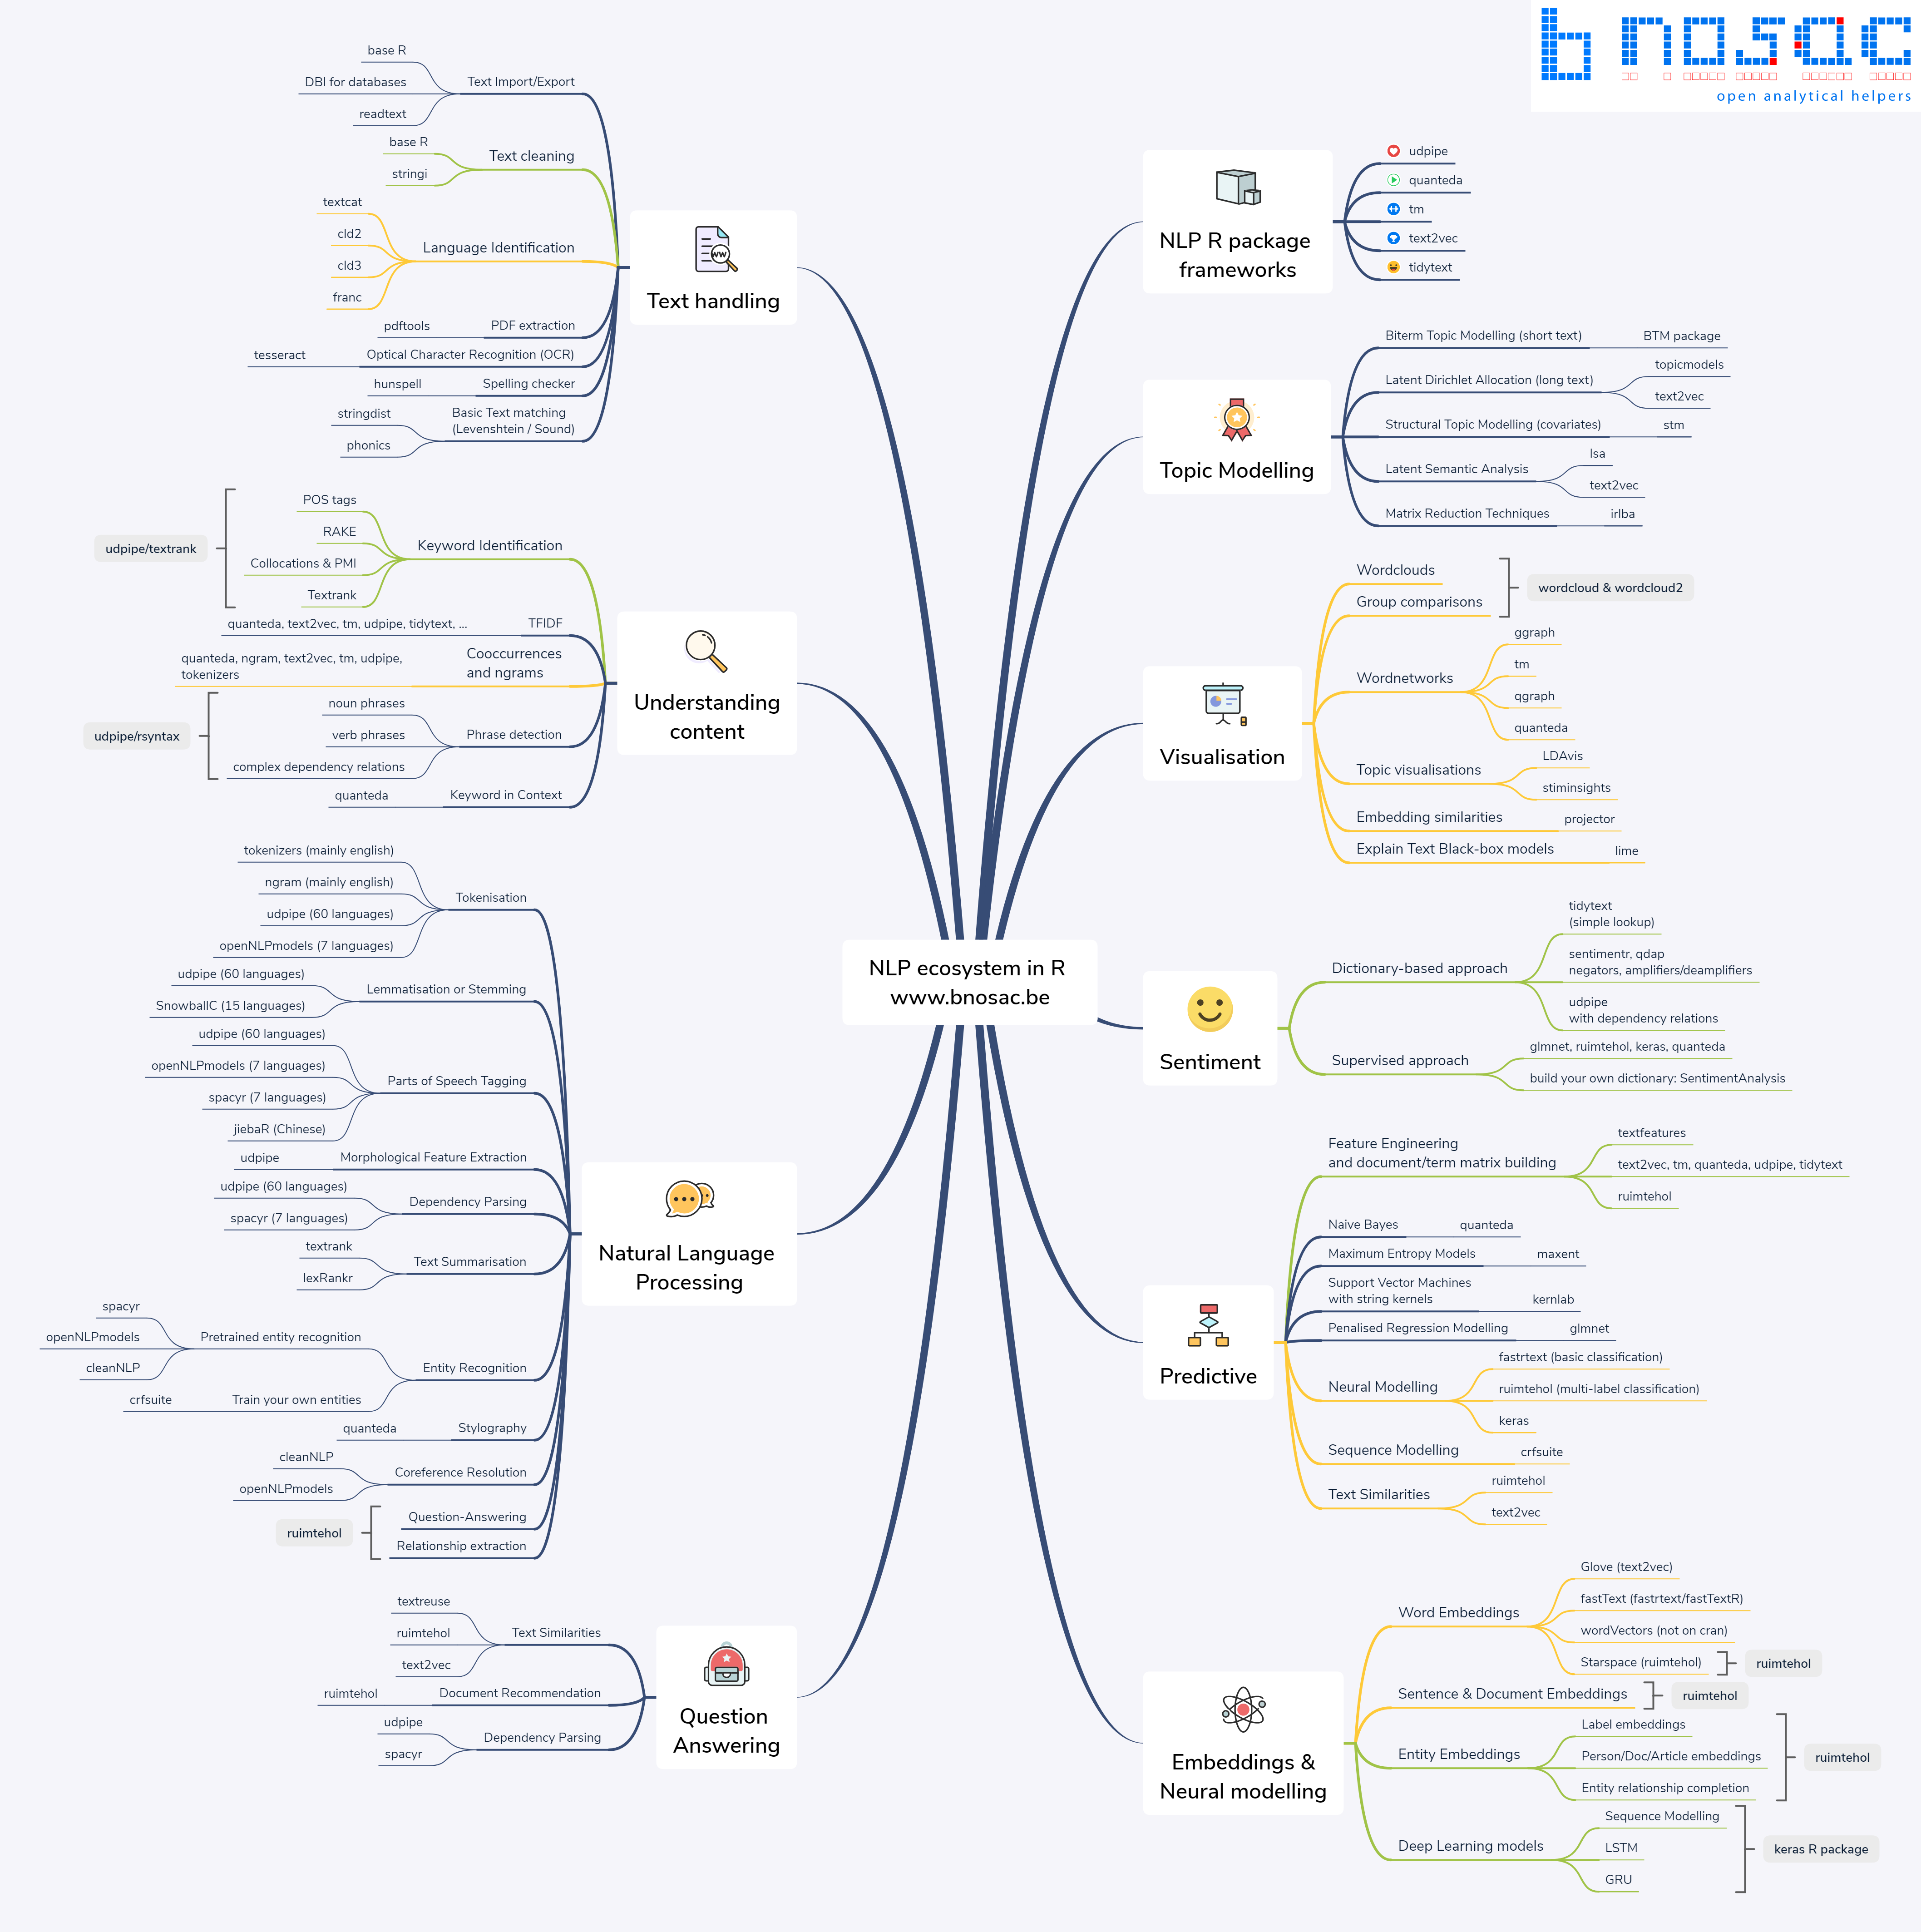 bnosac
open analytical helpers
NLP ecosystem in R
www.bnosac.be
Text handling
Text Import/Export
base R
DBI for databases
readtext
Text cleaning
base R
stringi
Language Identification
textcat
cld2
cld3
franc
PDF extraction
pdftools
Optical Character Recognition (OCR)
tesseract
Spelling checker
hunspell
Basic Text matching
(Levenshtein / Sound)
stringdist
phonics
Understanding
content
Keyword Identification
POS tags
RAKE
Collocations & PMI
Textrank
udpipe/textrank
TFIDF
quanteda, text2vec, tm, udpipe, tidytext, ...
Cooccurrences
and ngrams
quanteda, ngram, text2vec, tm, udpipe,
tokenizers
Phrase detection
noun phrases
verb phrases
complex dependency relations
udpipe/rsyntax
Keyword in Context
quanteda
Natural Language
Processing
Tokenisation
tokenizers (mainly english)
ngram (mainly english)
udpipe (60 languages)
openNLPmodels (7 languages)
Lemmatisation or Stemming
udpipe (60 languages)
SnowballC (15 languages)
Parts of Speech Tagging
udpipe (60 languages)
openNLPmodels (7 languages)
spacyr (7 languages)
jiebaR (Chinese)
Morphological Feature Extraction
udpipe
Dependency Parsing
udpipe (60 languages)
spacyr (7 languages)
Text Summarisation
textrank
lexRankr
Entity Recognition
Pretrained entity recognition
spacyr
openNLPmodels
cleanNLP
Train your own entities
crfsuite
Stylography
quanteda
Coreference Resolution
cleanNLP
openNLPmodels
Question-Answering
Relationship extraction
ruimtehol
Question
Answering
Text Similarities
textreuse
ruimtehol
text2vec
Document Recommendation
ruimtehol
Dependency Parsing
udpipe
spacyr
NLP R package
frameworks
udpipe
quanteda
tm
text2vec
tidytext
Topic Modelling
Biterm Topic Modelling (short text)
BTM package
Latent Dirichlet Allocation (long text)
topicmodels
text2vec
Structural Topic Modelling (covariates)
stm
Latent Semantic Analysis
lsa
text2vec
Matrix Reduction Techniques
irlba
Visualisation
Wordclouds
Group comparisons
wordcloud & wordcloud2
Wordnetworks
ggraph
tm
qgraph
quanteda
Topic visualisations
LDAvis
stiminsights
Embedding similarities
projector
Explain Text Black-box models
lime
Sentiment
Dictionary-based approach
tidytext
(simple lookup)
sentimentr, qdap
negators, amplifiers/deamplifiers
udpipe
with dependency relations
Supervised approach
glmnet, ruimtehol, keras, quanteda
build your own dictionary: SentimentAnalysis
Predictive
Feature Engineering
and document/term matrix building
textfeatures
text2vec, tm, quanteda, udpipe, tidytext
ruimtehol
Naive Bayes
quanteda
Maximum Entropy Models
maxent
Support Vector Machines
with string kernels
kernlab
Penalised Regression Modelling
glmnet
Neural Modelling
fastrtext (basic classification)
ruimtehol (multi-label classification)
keras
Sequence Modelling
crfsuite
Text Similarities
ruimtehol
text2vec
Embeddings &
Neural modelling
Word Embeddings
Glove (text2vec)
fastText (fastrtext/fastTextR)
wordVectors (not on cran)
Starspace (ruimtehol)
ruimtehol
Sentence & Document Embeddings
ruimtehol
Entity Embeddings
Label embeddings
Person/Doc/Article embeddings
Entity relationship completion
ruimtehol
Deep Learning models
Sequence Modelling
LSTM
GRU
keras R package